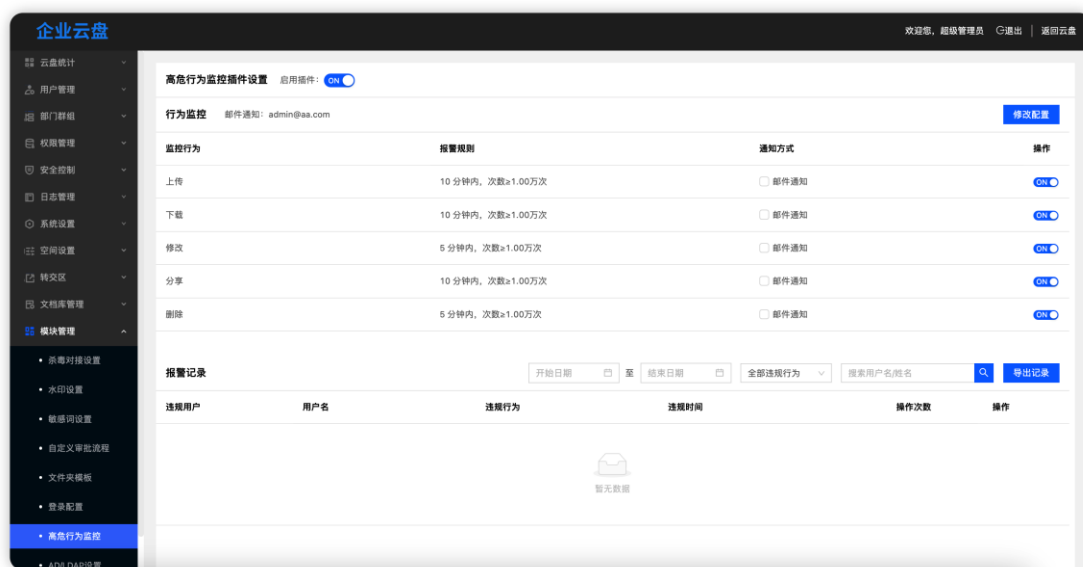 企业云盘
欢迎您，超级管理员 退出 | 返回云盘
云盘统计
用户管理
部门群组
权限管理
安全控制
日志管理
系统设置
空间设置
转交区
文档库管理
模块管理
杀毒对接设置
水印设置
敏感词设置
自定义审批流程
文件夹模板
登录配置
高危行为监控
AD/LDAP设置
高危行为监控插件设置 启用插件： ON
行为监控 邮件通知：admin@aa.com 修改配置
监控行为 报警规则 通知方式 操作
上传 10 分钟内，次数≥1.00万次 邮件通知 ON
下载 10 分钟内，次数≥1.00万次 邮件通知 ON
修改 5 分钟内，次数≥1.00万次 邮件通知 ON
分享 10 分钟内，次数≥1.00万次 邮件通知 ON
删除 5 分钟内，次数≥1.00万次 邮件通知 ON
报警记录 开始日期 至 结束日期 全部违规行为 搜索用户名/姓名 导出记录
违规用户 用户名 违规行为 违规时间 操作次数 操作
暂无数据